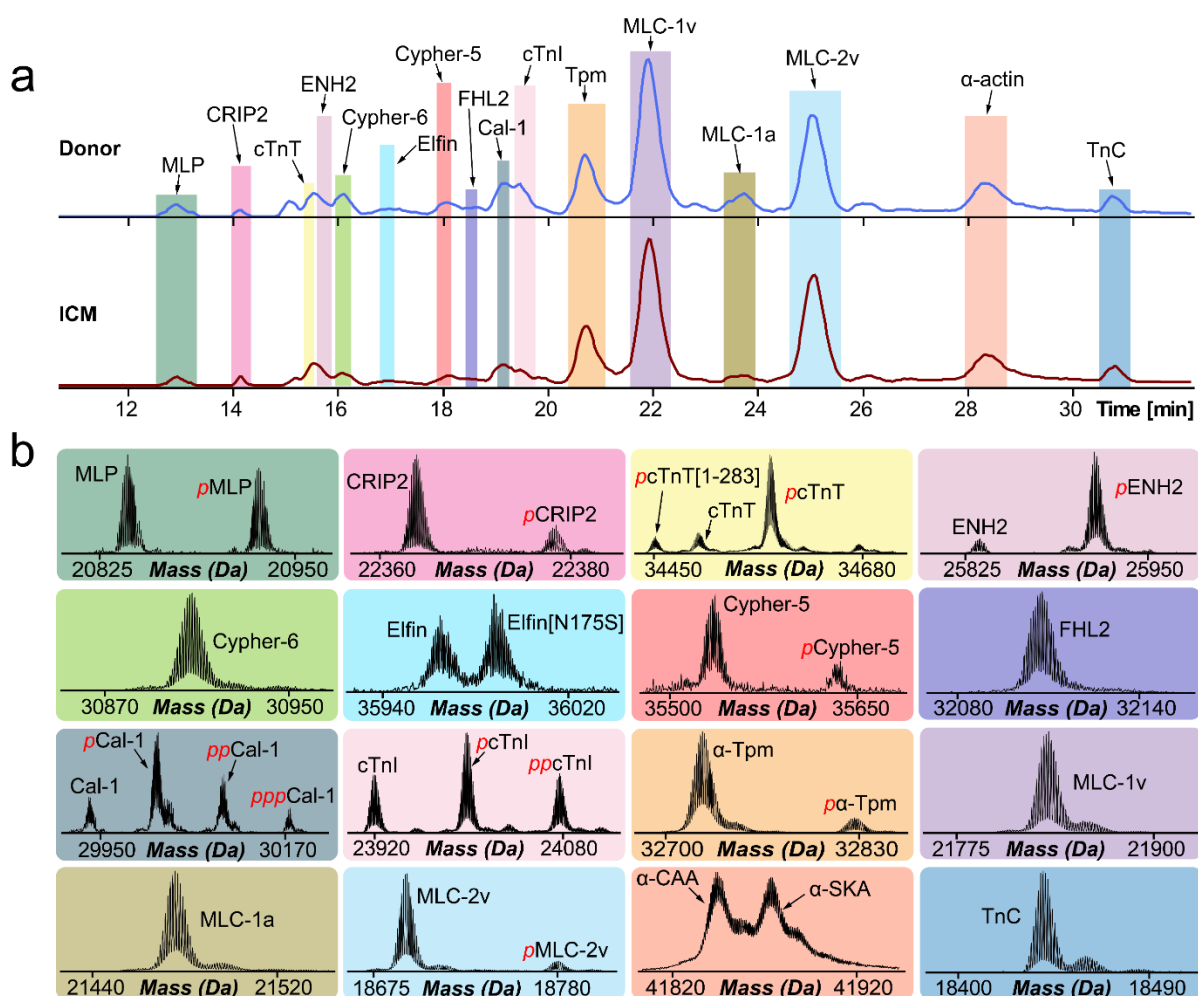 a
MLC-1v
Cypher-5 cTnI
ENH2 Tpm MLC-2v
FHL2 α-actin
CRIP2 Cypher-6 Cal-1
Donor cTnT Elfin MLC-1a TnC
MLP
ICM
12 14 16 18 20 22 24 26 28 30 Time [min]
b
MLP
pMLP
20825 Mass (Da) 20950
CRIP2
pCRIP2
22360 Mass (Da) 22380
pcTnT[1-283]
pcTnT
cTnT
34450 Mass (Da) 34680
pENH2
ENH2
25825 Mass (Da) 25950
Cypher-6
30870 Mass (Da) 30950
Elfin Elfin[N175S]
35940 Mass (Da) 36020
Cypher-5
pCypher-5
35500 Mass (Da) 35650
FHL2
32080 Mass (Da) 32140
pCal-1
ppCal-1
Cal-1 pppCal-1
29950 Mass (Da) 30170
cTnI pcTnI ppcTnI
23920 Mass (Da) 24080
α-Tpm
pα-Tpm
32700 Mass (Da) 32830
MLC-1v
21775 Mass (Da) 21900
MLC-1a
21440 Mass (Da) 21520
MLC-2v
pMLC-2v
18675 Mass (Da) 18780
α-CAA
α-SKA
41820 Mass (Da) 41920
TnC
18400 Mass (Da) 18490